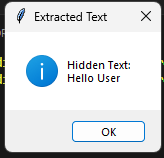 Extracted Text
Hidden Text:
Hello User
OK